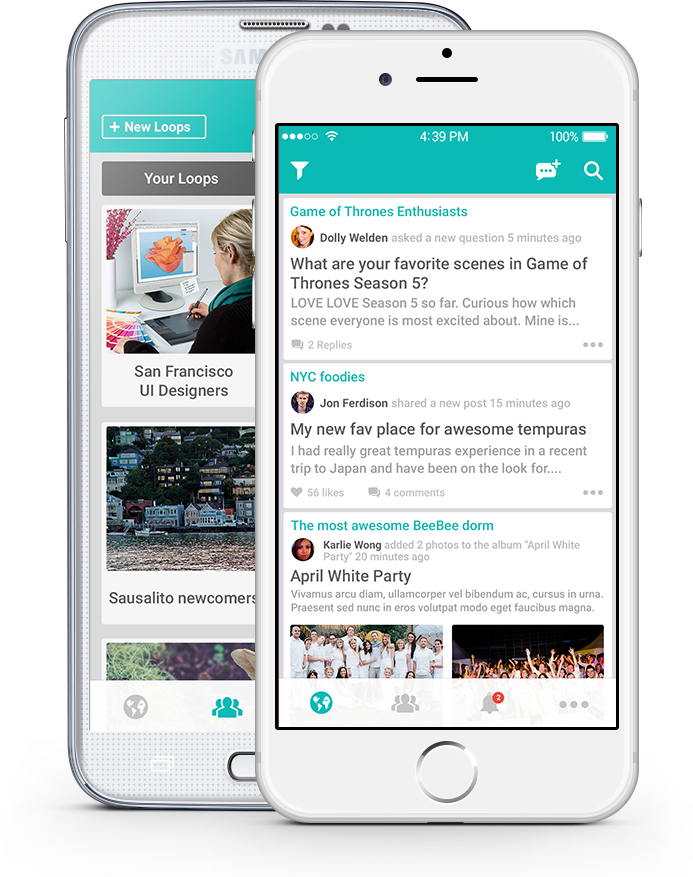 SAM
+ New Loops
Your Loops
San Francisco
UI Designers
Sausalito newcomers
4:39 PM
100%
Game of Thrones Enthusiasts
Dolly Welden asked a new question 5 minutes ago
What are your favorite scenes in Game of
Thrones Season 5?
LOVE LOVE Season 5 so far. Curious how which
scene everyone is most excited about. Mine is...
2 Replies
NYC foodies
Jon Ferdison shared a new post 15 minutes ago
My new fav place for awesome tempuras
I had really great tempuras experience in a recent
trip to Japan and have been on the look for....
56 likes 4 comments
The most awesome BeeBee dorm
Karlie Wong added 2 photos to the album "April White
Party" 20 minutes ago
April White Party
Vivamus arcu diam, ullamcorper vel bibendum ac, cursus in urna.
Praesent sed nunc in eros volutpat modo eget faucibus magna.
2